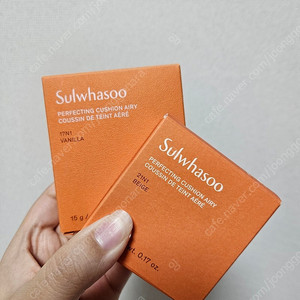 Sulwhasoo
PERFECTING CUSHION AIRY
COUSSIN DE TEINT AÉRÉ
17N1
VANILLA
15 g /
Sulwhasoo
PERFECTING CUSHION AIRY
COUSSIN DE TEINT AÉRÉ
21N1
BEIGE
et. 0.17 oz.